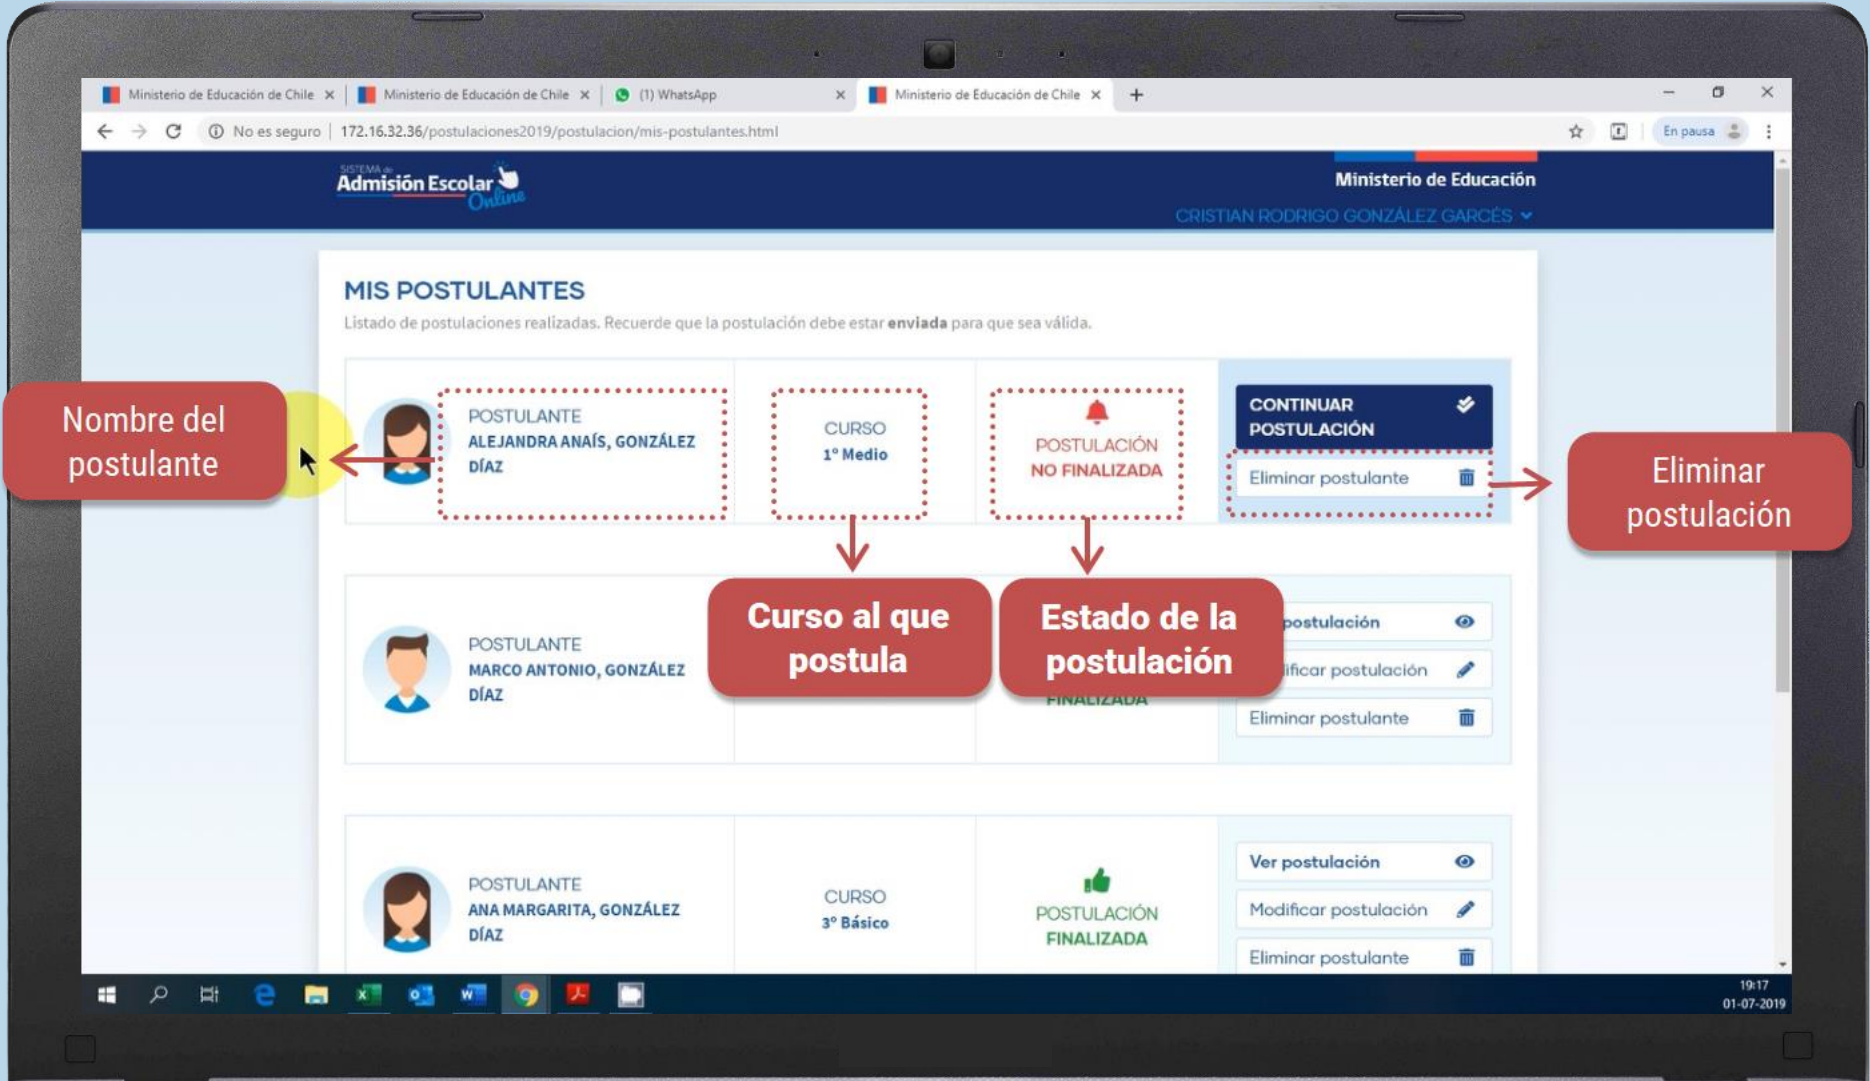 Ministerio de Educación de Chile
Ministerio de Educación de Chile
(1) WhatsApp
Ministerio de Educación de Chile
No es seguro
172.16.32.36/postulaciones2019/postulacion/mis-postulantes.html
En pausa
SISTEMA de
Admisión Escolar
Online
Ministerio de Educación
CRISTIAN RODRIGO GONZÁLEZ GARCÉS
MIS POSTULANTES
Listado de postulaciones realizadas. Recuerde que la postulación debe estar enviada para que sea válida.
Nombre del
postulante
POSTULANTE
ALEJANDRA ANAÍS, GONZÁLEZ
DÍAZ
CURSO
1º Medio
POSTULACIÓN
NO FINALIZADA
CONTINUAR
POSTULACIÓN
Eliminar postulante
Eliminar
postulación
Curso al que
postula
Estado de la
postulación
POSTULANTE
MARCO ANTONIO, GONZÁLEZ
DÍAZ
FINALIZADA
postulación
ificar postulación
Eliminar postulante
POSTULANTE
ANA MARGARITA, GONZÁLEZ
DÍAZ
CURSO
3º Básico
POSTULACIÓN
FINALIZADA
Ver postulación
Modificar postulación
Eliminar postulante
19:17
01-07-2019